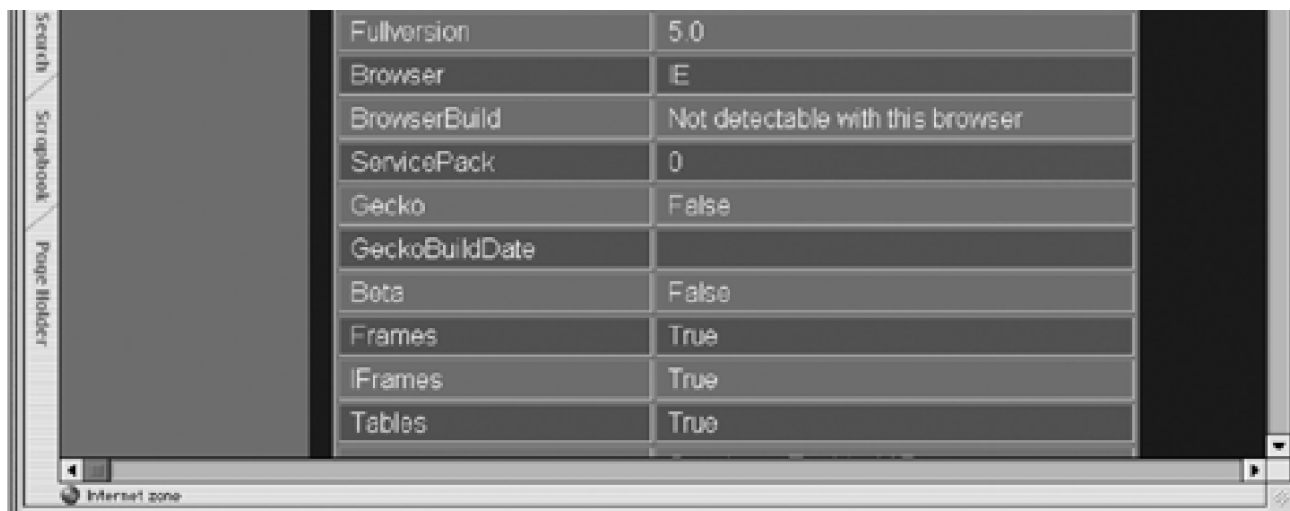 Search
Scrapbook
Page Holder
Fullversion 5.0
Browser IE
BrowserBuild Not detectable with this browser
ServicePack 0
Gecko False
GeckoBuildDate
Beta False
Frames True
IFrames True
Tables True
Internet zone